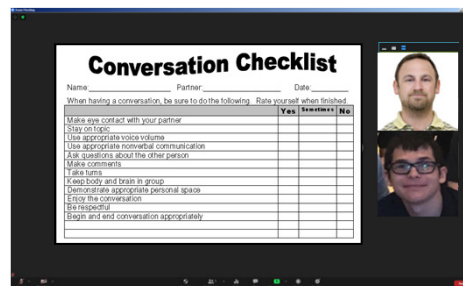 Conversation Checklist
Name: Partner: Date:
When having a conversation, be sure to do the following. Rate yourself when finished.
Yes Sometimes No
Make eye contact with your partner
Stay on topic
Use appropriate voice volume
Use appropriate nonverbal communication
Ask questions about the other person
Make comments
Take turns
Keep body and brain in group
Demonstrate appropriate personal space
Enjoy the conversation
Be respectful
Begin and end conversation appropriately